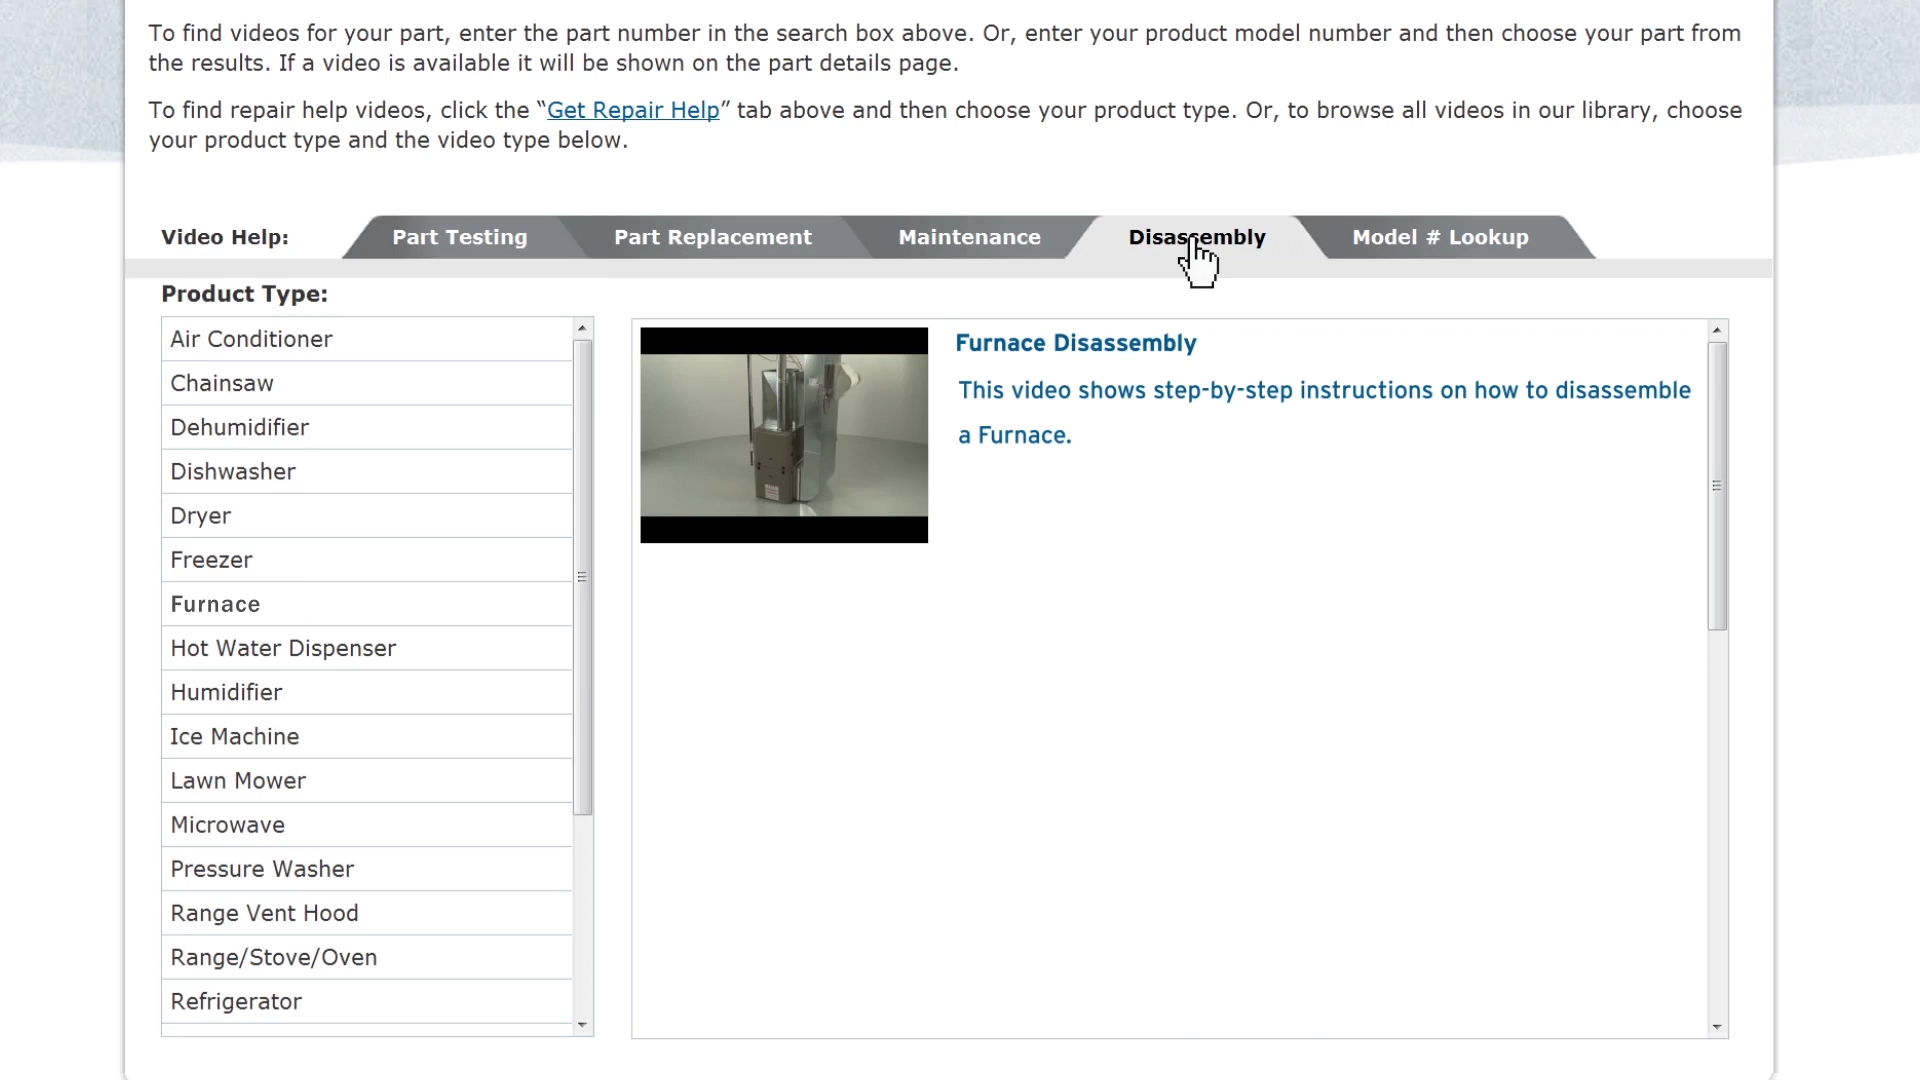 To find videos for your part, enter the part number in the search box above. Or, enter your product model number and then choose your part from
the results. If a video is available it will be shown on the part details page.
To find repair help videos, click the “Get Repair Help” tab above and then choose your product type. Or, to browse all videos in our library, choose
your product type and the video type below.
Video Help: Part Testing Part Replacement Maintenance Disassembly Model # Lookup
Product Type:
Air Conditioner
Chainsaw
Dehumidifier
Dishwasher
Dryer
Freezer
Furnace
Hot Water Dispenser
Humidifier
Ice Machine
Lawn Mower
Microwave
Pressure Washer
Range Vent Hood
Range/Stove/Oven
Refrigerator
Furnace Disassembly
This video shows step-by-step instructions on how to disassemble
a Furnace.